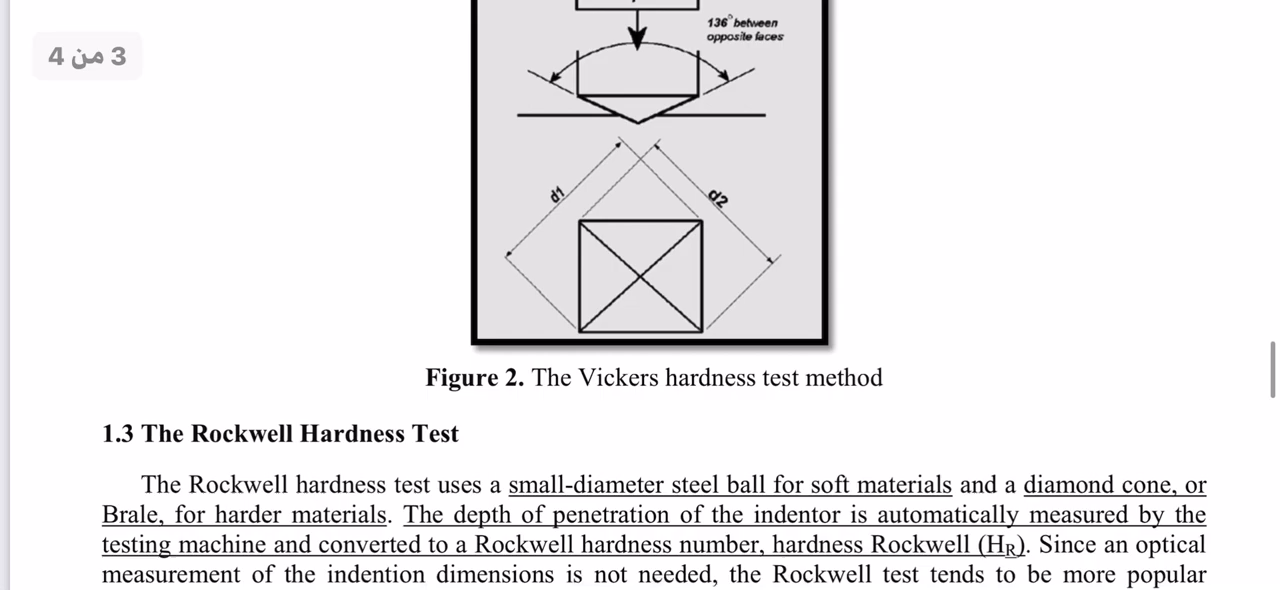 3 من 4
136° between
opposite faces
d1
d2
Figure 2. The Vickers hardness test method
1.3 The Rockwell Hardness Test
The Rockwell hardness test uses a small-diameter steel ball for soft materials and a diamond cone, or
Brale, for harder materials. The depth of penetration of the indentor is automatically measured by the
testing machine and converted to a Rockwell hardness number, hardness Rockwell (HR). Since an optical
measurement of the indention dimensions is not needed, the Rockwell test tends to be more popular